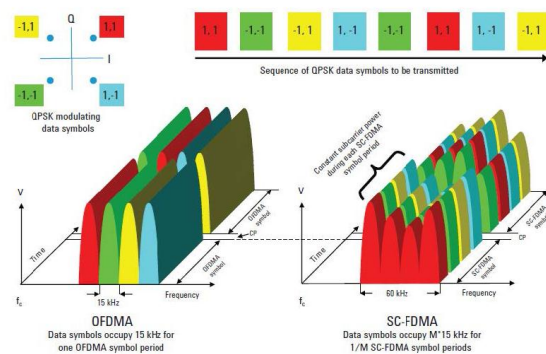 -1,1
Q
1,1
I
-1,-1
1,-1
QPSK modulating
data symbols
1, 1
-1,-1
-1, 1
1, -1
-1,-1
1, 1
1, -1
-1, 1
Sequence of QPSK data symbols to be transmitted
V
Time
fc
15 kHz
Frequency
OFDMA
symbol
CP
OFDMA
symbol
OFDMA
Data symbols occupy 15 kHz for
one OFDMA symbol period
Constant subcarrier power
during each SC-FDMA
symbol period
V
Time
fc
60 kHz
Frequency
SC-FDMA
symbol
CP
SC-FDMA
symbol
SC-FDMA
Data symbols occupy M*15 kHz for
1/M SC-FDMA symbol periods